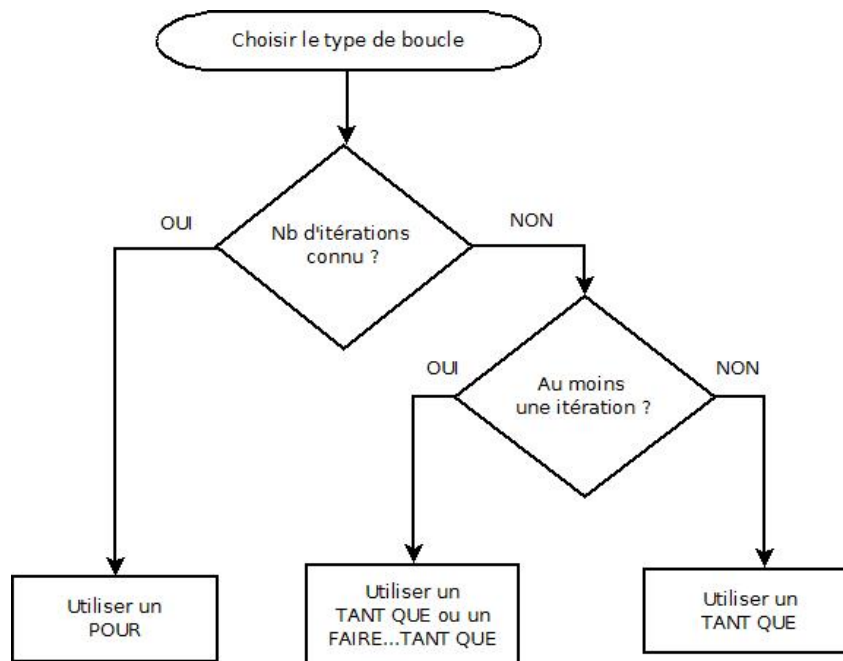 Choisir le type de boucle
OUI
NON
Nb d'itérations
connu ?
OUI
NON
Au moins
une itération ?
Utiliser un
POUR
Utiliser un
TANT QUE ou un
FAIRE...TANT QUE
Utiliser un
TANT QUE